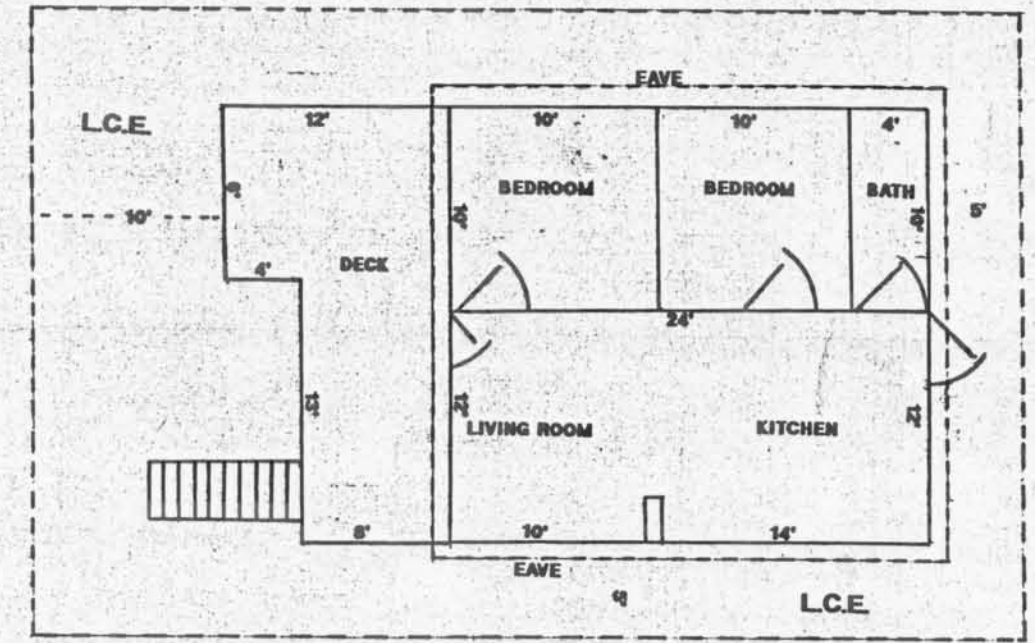 EAVE
L.C.E.
12'
10'
10'
4'
BEDROOM
BEDROOM
BATH
9'
10'
10'
10'
5'
4'
DECK
24'
13'
12'
12'
LIVING ROOM
KITCHEN
8'
10'
14'
EAVE
L.C.E.